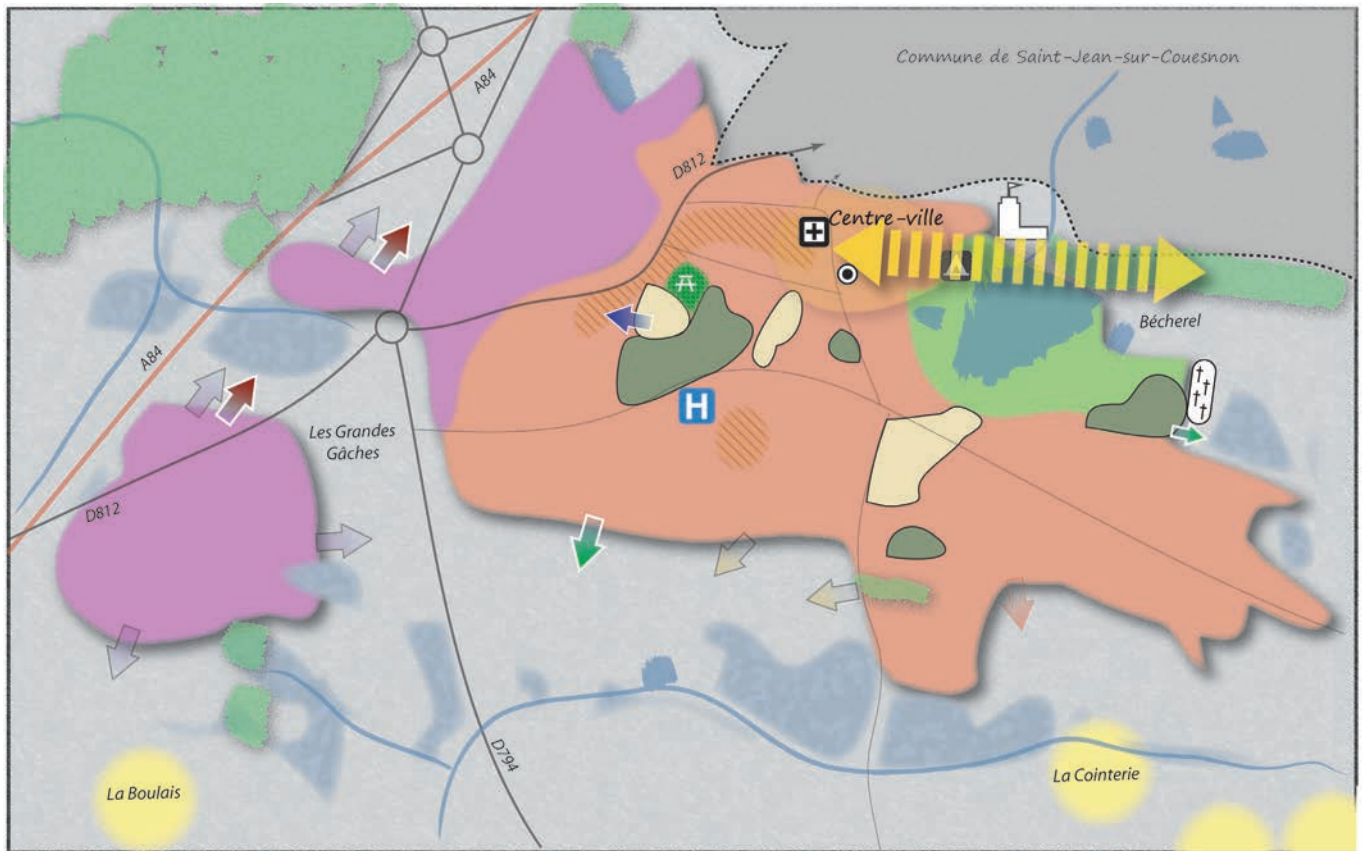 Commune de Saint-Jean-sur-Couesnon
A84
D812
Centre-ville
Bécherel
A84
H
Les Grandes
Gâches
D812
D794
La Boulais
La Cointerie